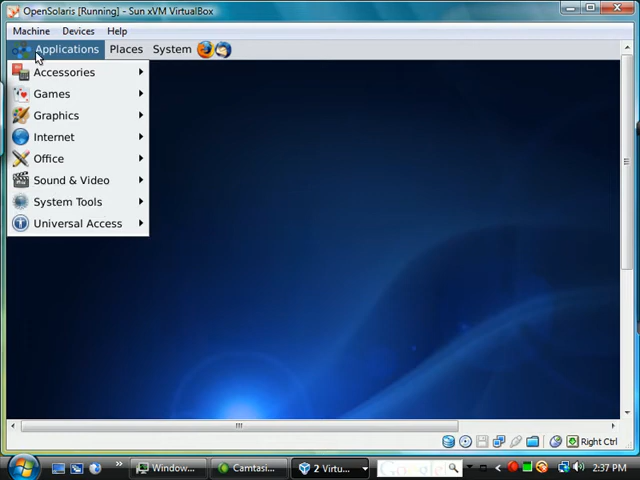 OpenSolaris [Running] - Sun xVM VirtualBox
Machine Devices Help
Applications Places System
Accessories
Games
Graphics
Internet
Office
Sound & Video
System Tools
Universal Access
Right Ctrl
Window... Camtasi... 2 Virtu... Google 2:37 PM